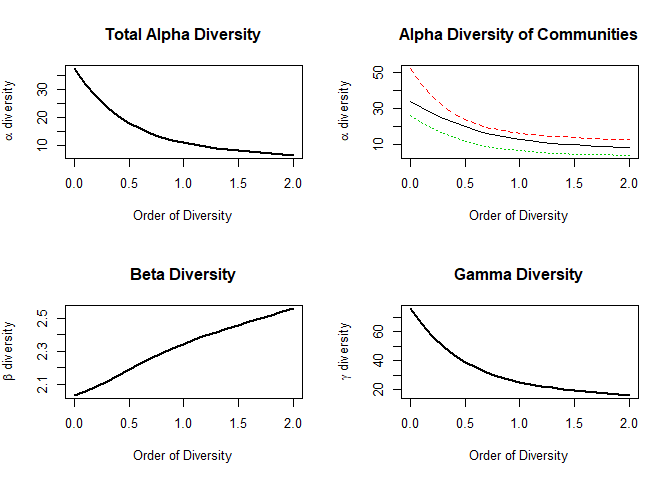 Total Alpha Diversity
α diversity
10 20 30
0.0 0.5 1.0 1.5 2.0
Order of Diversity
Alpha Diversity of Communities
α diversity
10 30 50
0.0 0.5 1.0 1.5 2.0
Order of Diversity
Beta Diversity
β diversity
2.1 2.3 2.5
0.0 0.5 1.0 1.5 2.0
Order of Diversity
Gamma Diversity
γ diversity
20 40 60
0.0 0.5 1.0 1.5 2.0
Order of Diversity